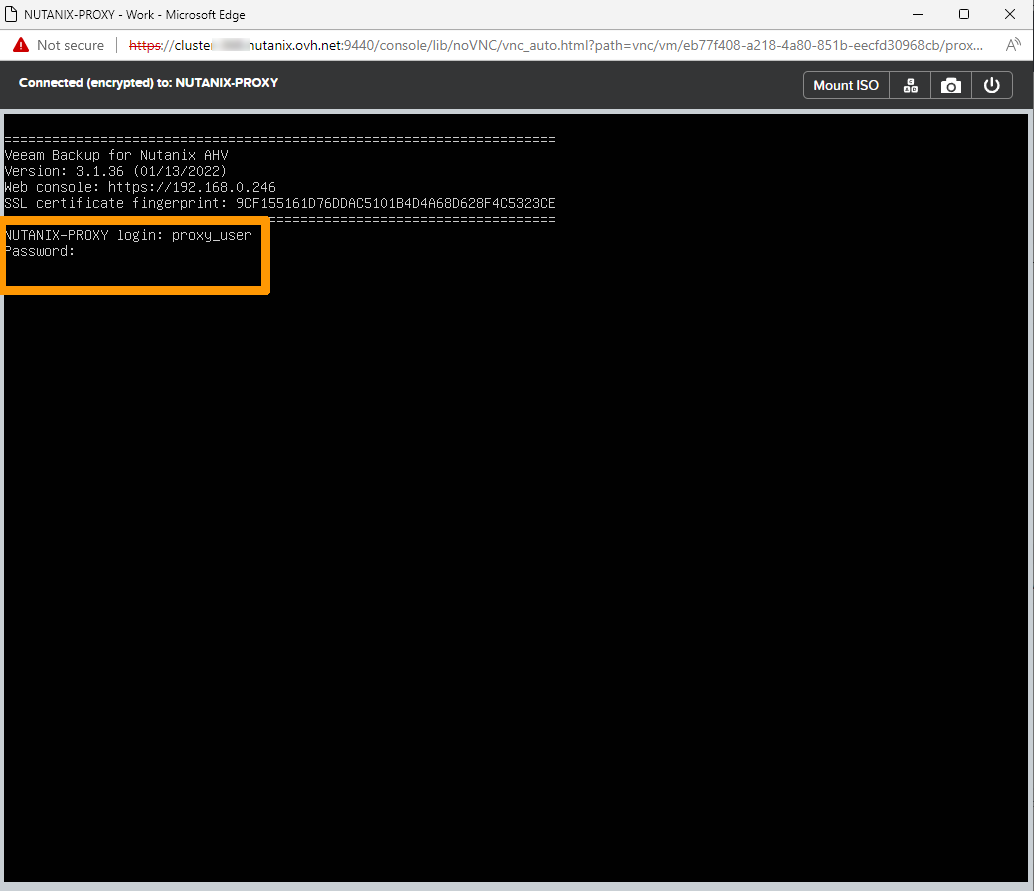 NUTANIX-PROXY - Work - Microsoft Edge
Not secure https://cluster nutanix.ovh.net:9440/console/lib/noVNC/vnc_auto.html?path=vnc/vm/eb77f408-a218-4a80-851b-eecfd30968cb/prox...
Connected (encrypted) to: NUTANIX-PROXY
Mount ISO
============================================================================
Veeam Backup for Nutanix AHV
Version: 3.1.36 (01/13/2022)
Web console: https://192.168.0.246
SSL certificate fingerprint: 9CF155161D76DDAC5101B4D4A68D628F4C5323CE
============================================================================
NUTANIX-PROXY login: proxy_user
Password: